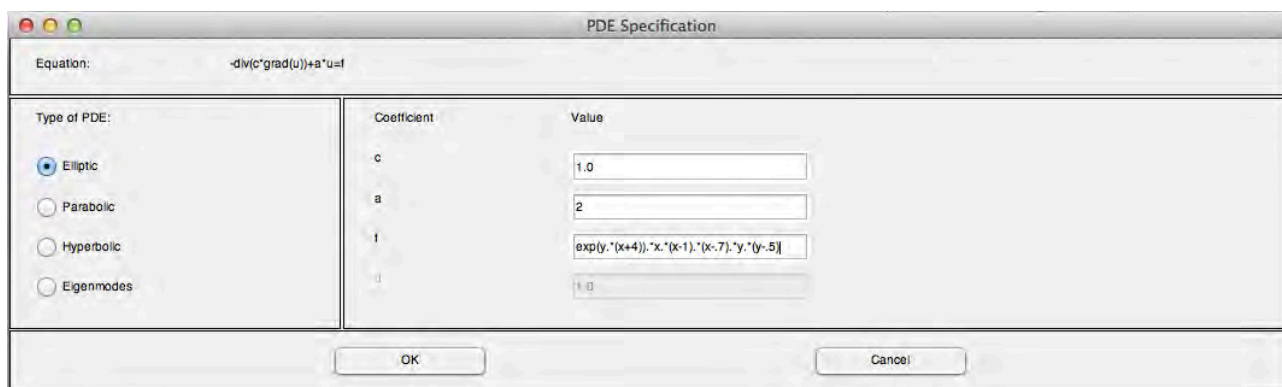 PDE Specification
Equation: -div(c*grad(u))+a*u=f
Type of PDE:
Elliptic
Parabolic
Hyperbolic
Eigenmodes
Coefficient Value
c 1.0
a 2
f exp(y.*(x+4)).*x.*(x-1).*(x-.7).*y.*(y-.5)
d 1.0
OK Cancel